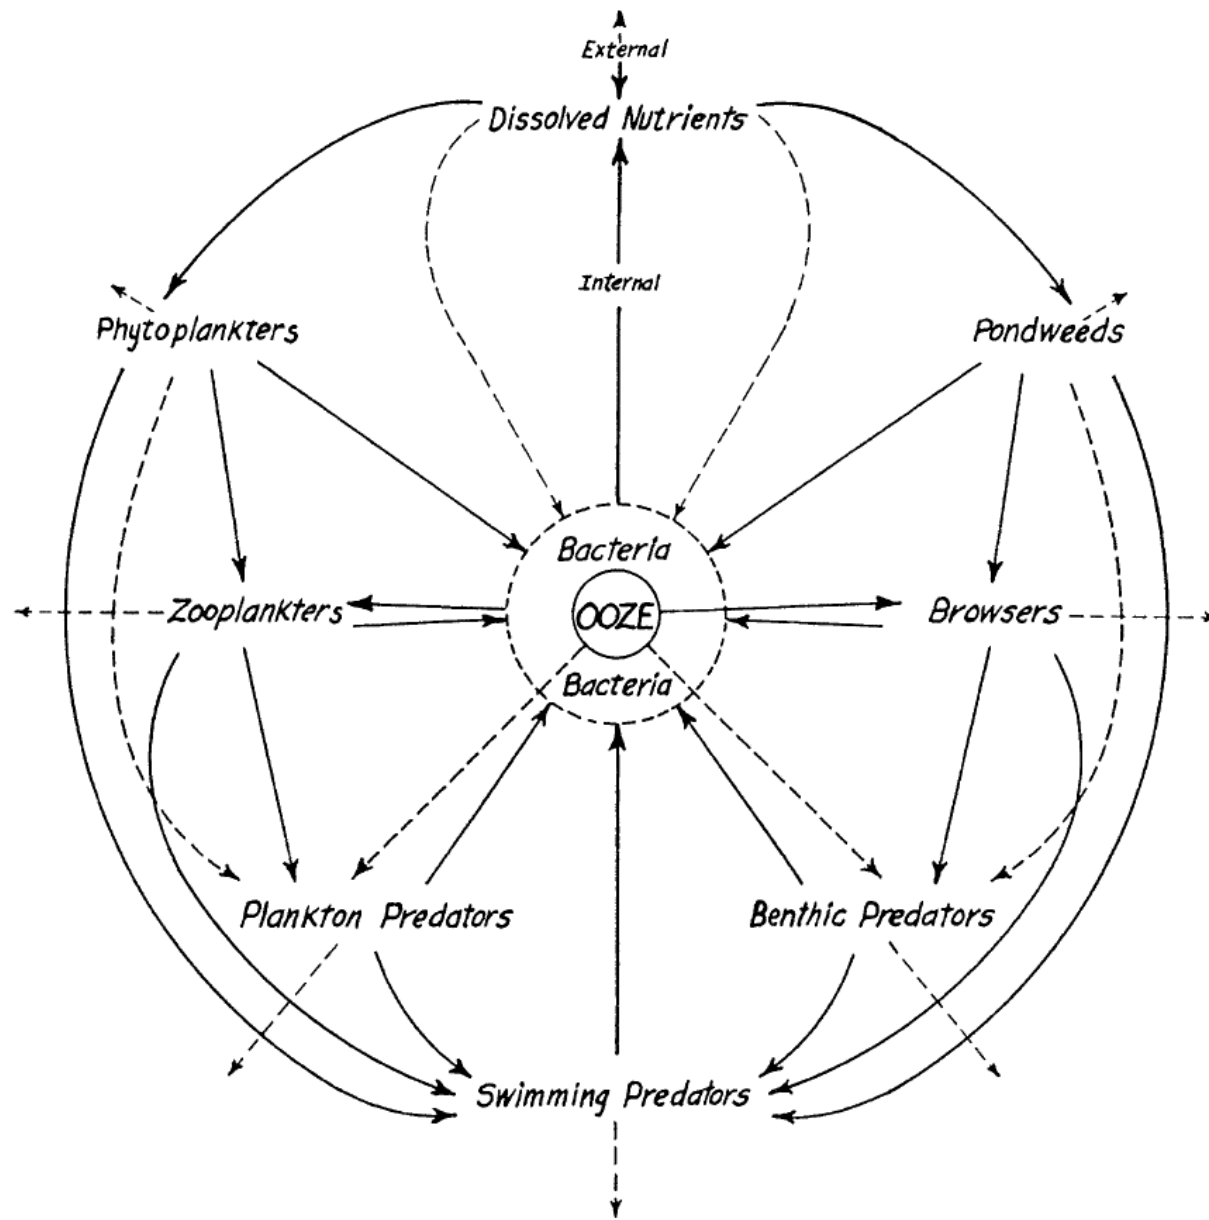 External
Dissolved Nutrients
Internal
Phytoplankters
Pondweeds
Bacteria
Zooplankters
OOZE
Browsers
Bacteria
Plankton Predators
Benthic Predators
Swimming Predators